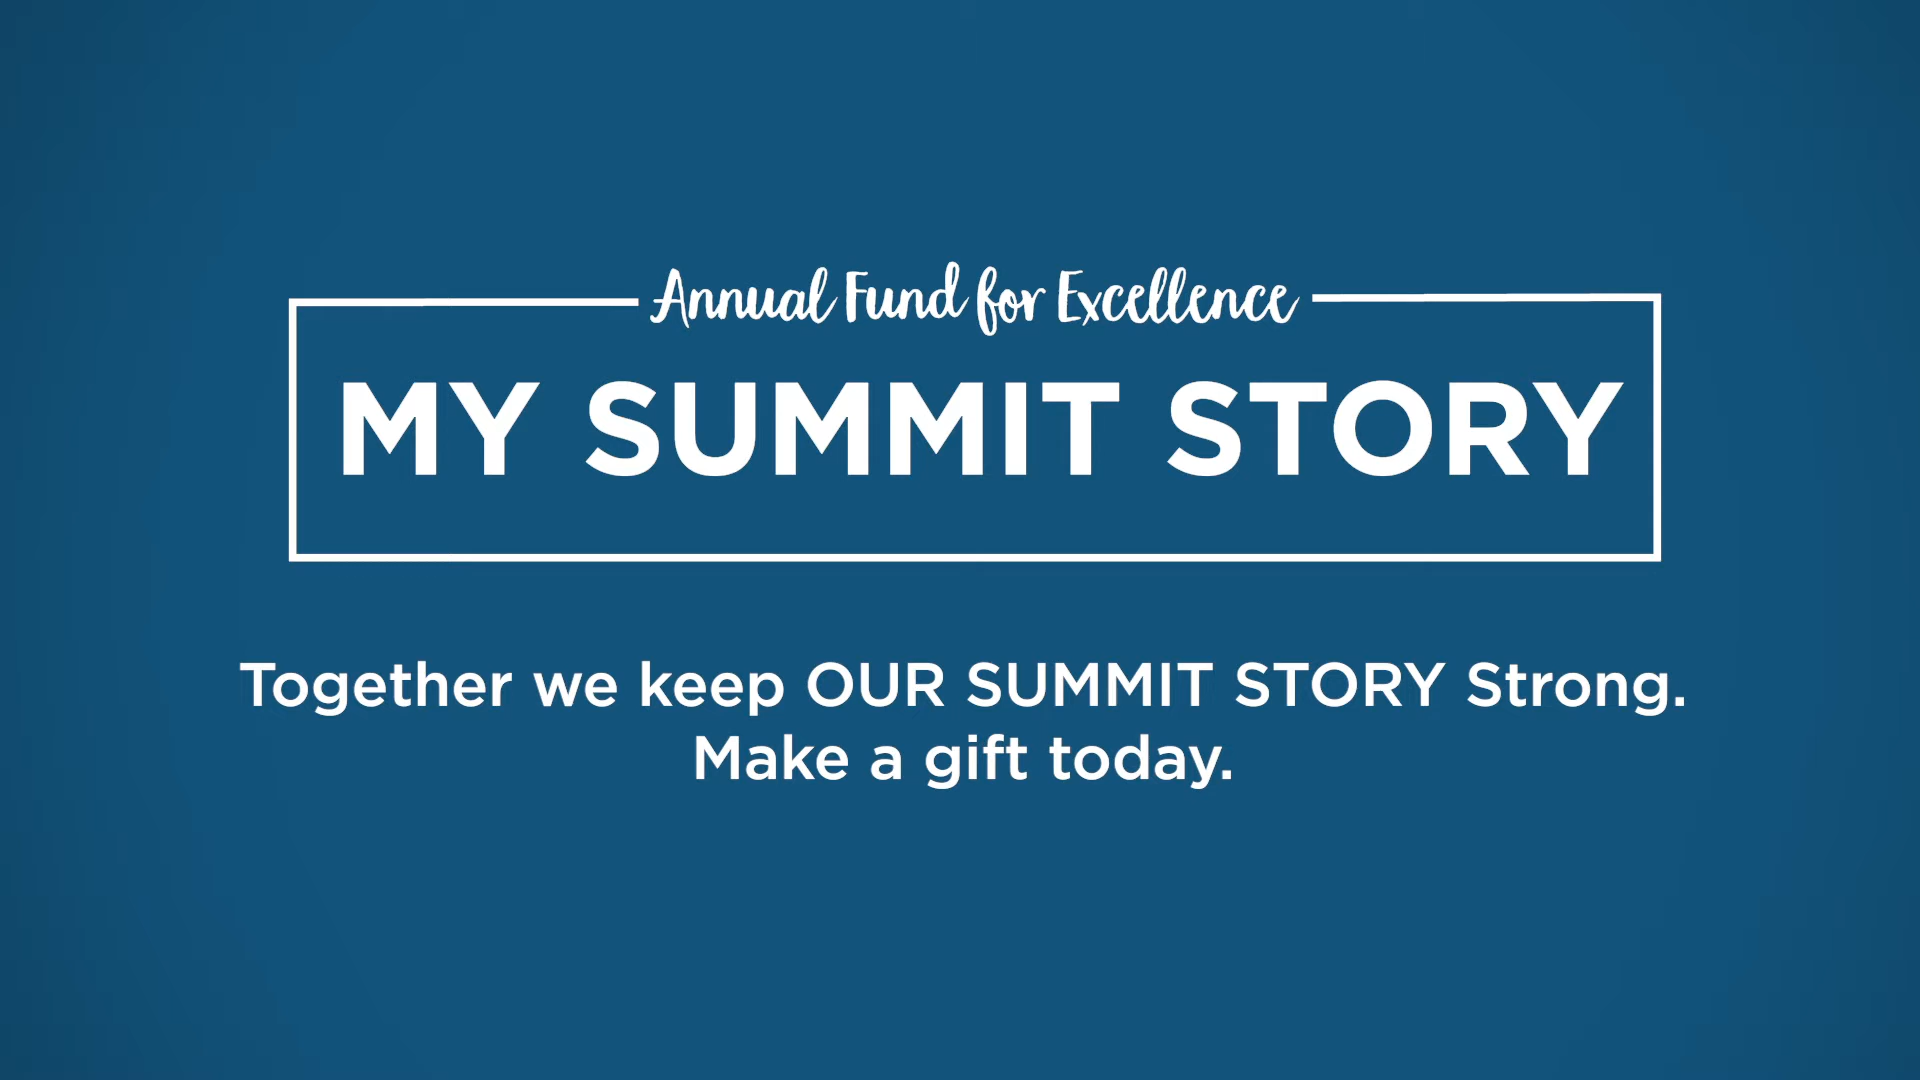 Annual Fund for Excellence
MY SUMMIT STORY
Together we keep OUR SUMMIT STORY Strong.
Make a gift today.